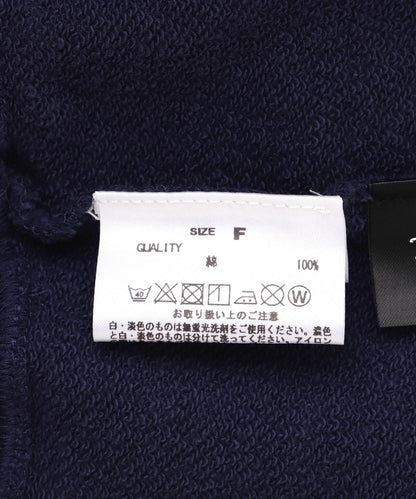 SIZE F
QUALITY
綿 100%
40 W
お取り扱い上のご注意
白・淡色のものは無蛍光洗剤をご使用ください。濃色
と白・淡色のものは分けて洗ってください。アイロン